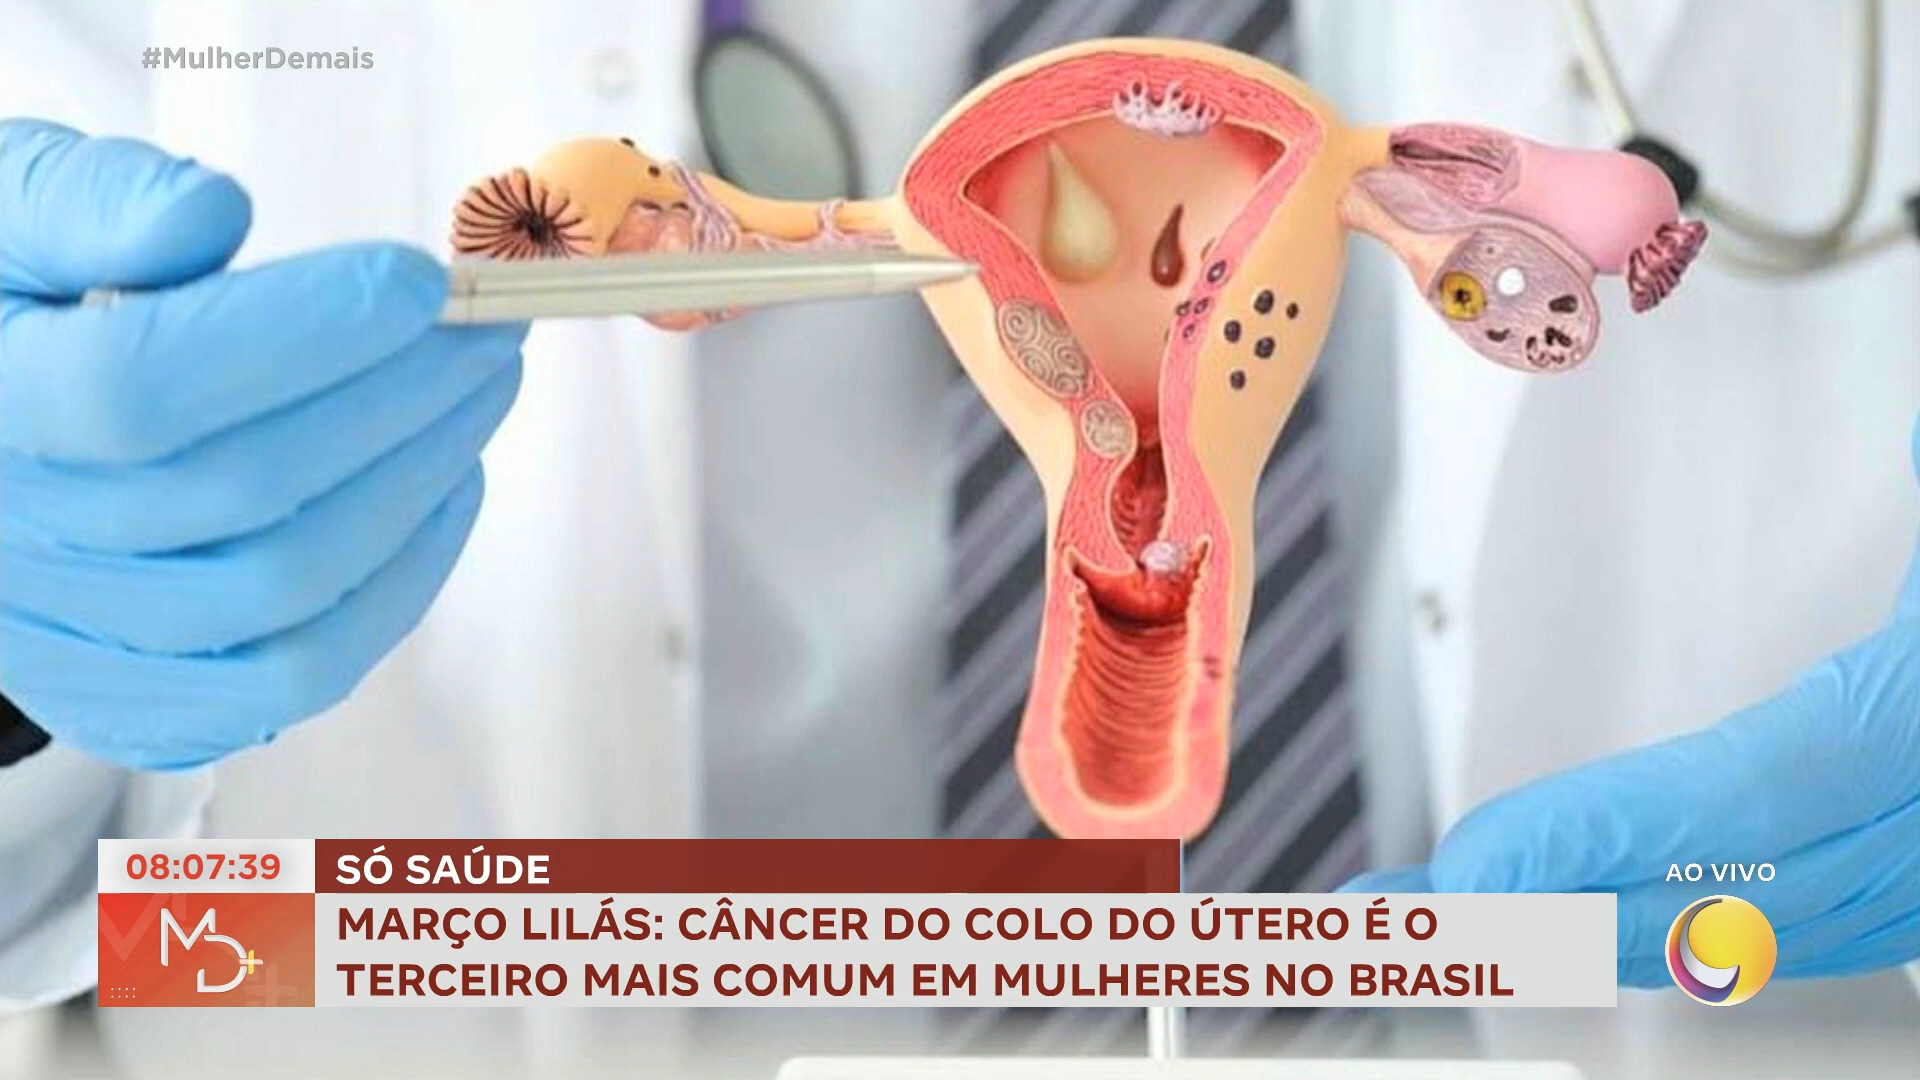 #MulherDemais
08:07:39
SÓ SAÚDE
MD+
MARÇO LILÁS: CÂNCER DO COLO DO ÚTERO É O
TERCEIRO MAIS COMUM EM MULHERES NO BRASIL
AO VIVO